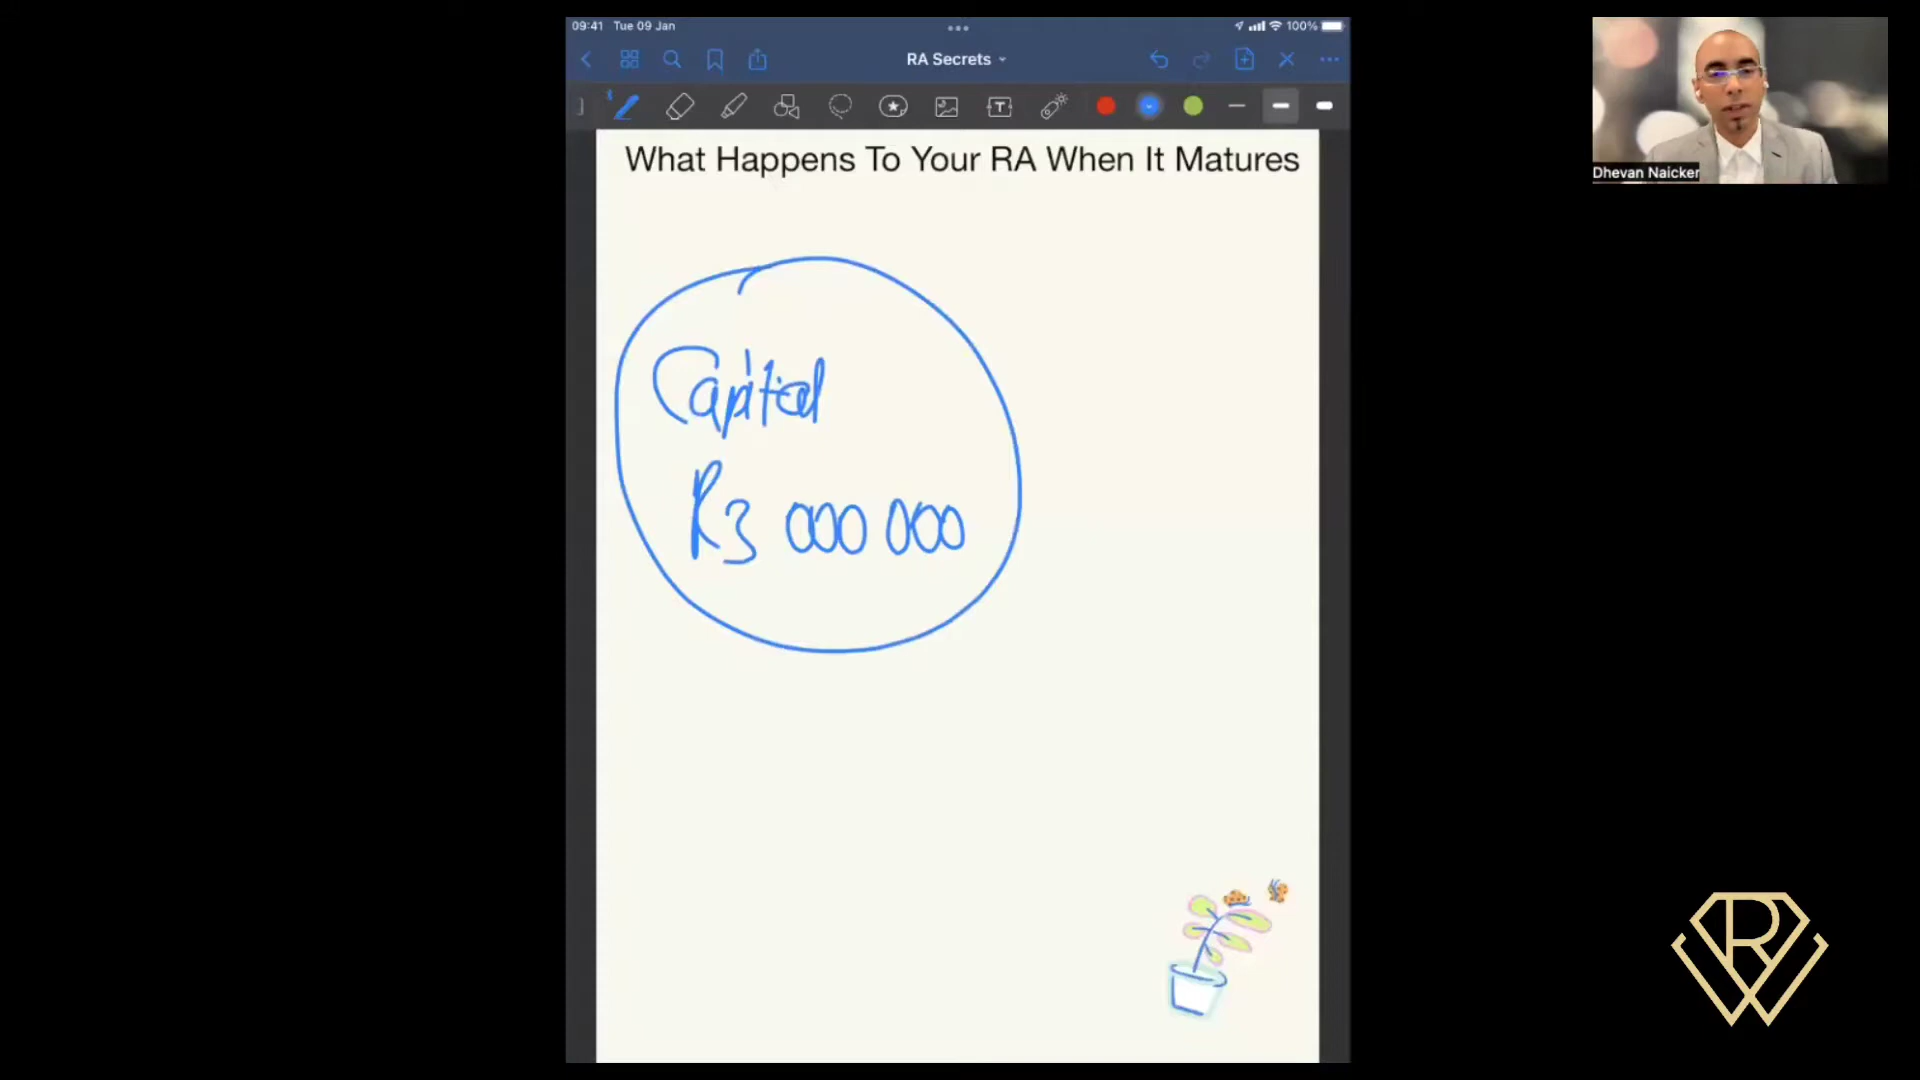 09:41 Tue 09 Jan
100%
RA Secrets
What Happens To Your RA When It Matures
Capital
R3 000 000
Dhevan Naicker
RW